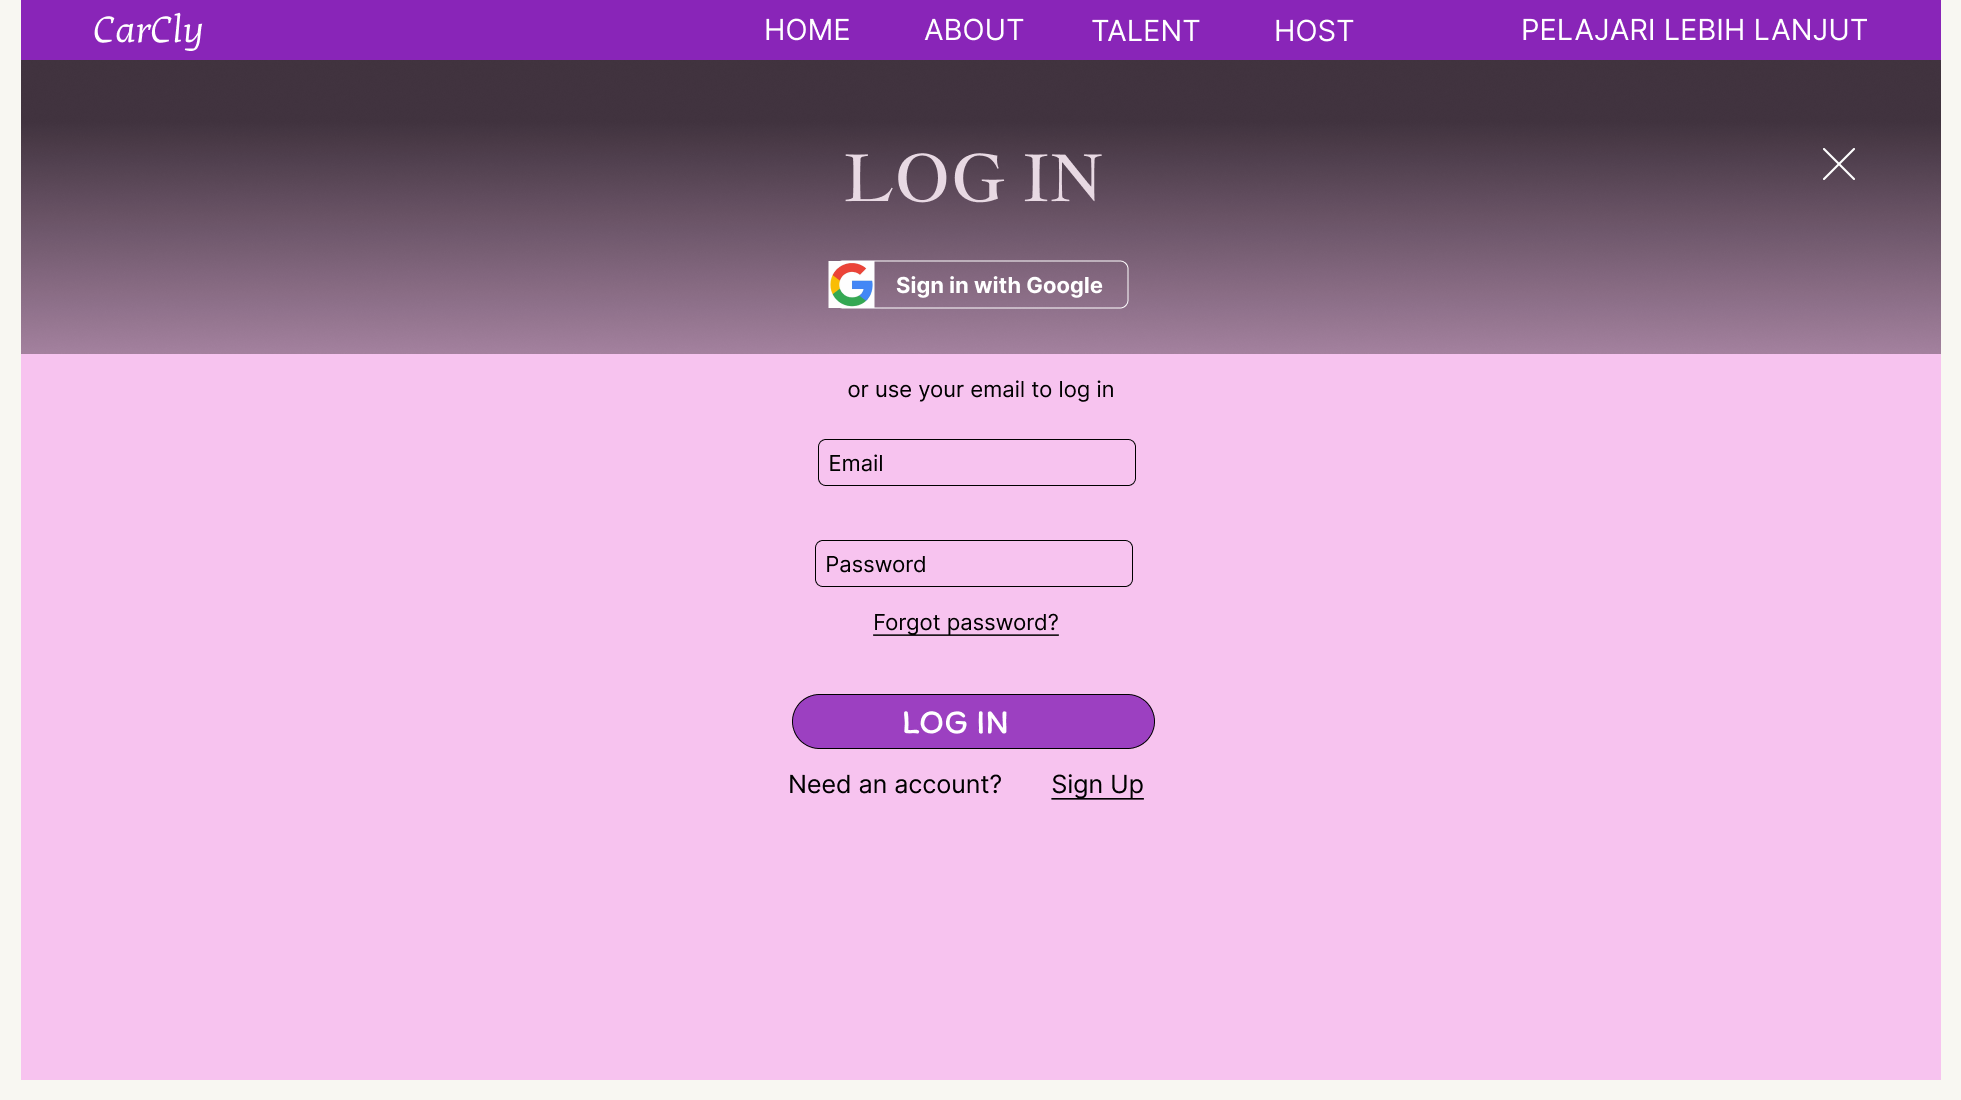 CarCly
HOME
ABOUT
TALENT
HOST
PELAJARI LEBIH LANJUT
LOG IN
Sign in with Google
or use your email to log in
Email
Password
Forgot password?
LOG IN
Need an account? Sign Up